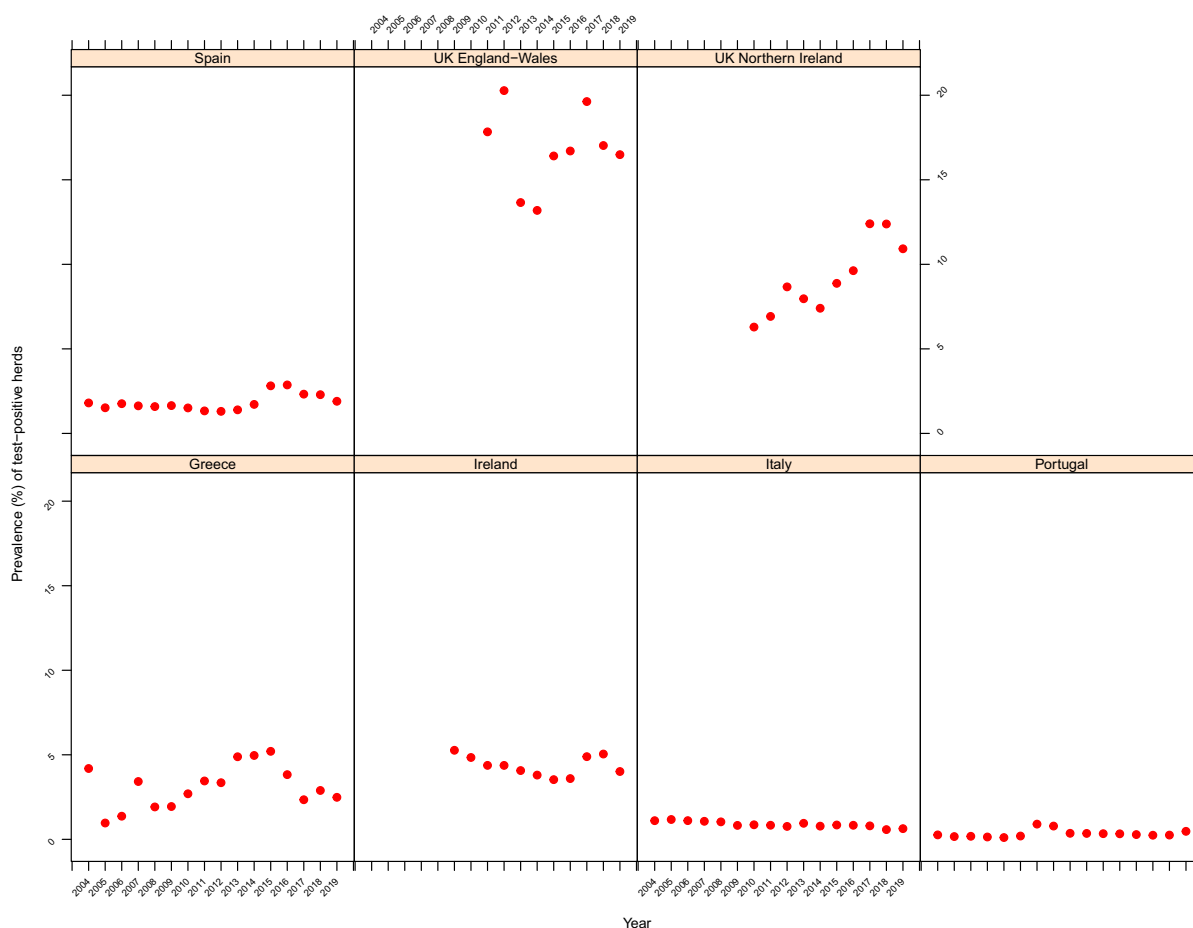 2004 2005 2006 2007 2008 2009 2010 2011 2012 2013 2014 2015 2016 2017 2018 2019
Spain UK England−Wales UK Northern Ireland
20
15
10
5
0
Prevalence (%) of test−positive herds
Greece Ireland Italy Portugal
20
15
10
5
0
2004 2005 2006 2007 2008 2009 2010 2011 2012 2013 2014 2015 2016 2017 2018 2019 2004 2005 2006 2007 2008 2009 2010 2011 2012 2013 2014 2015 2016 2017 2018 2019
Year